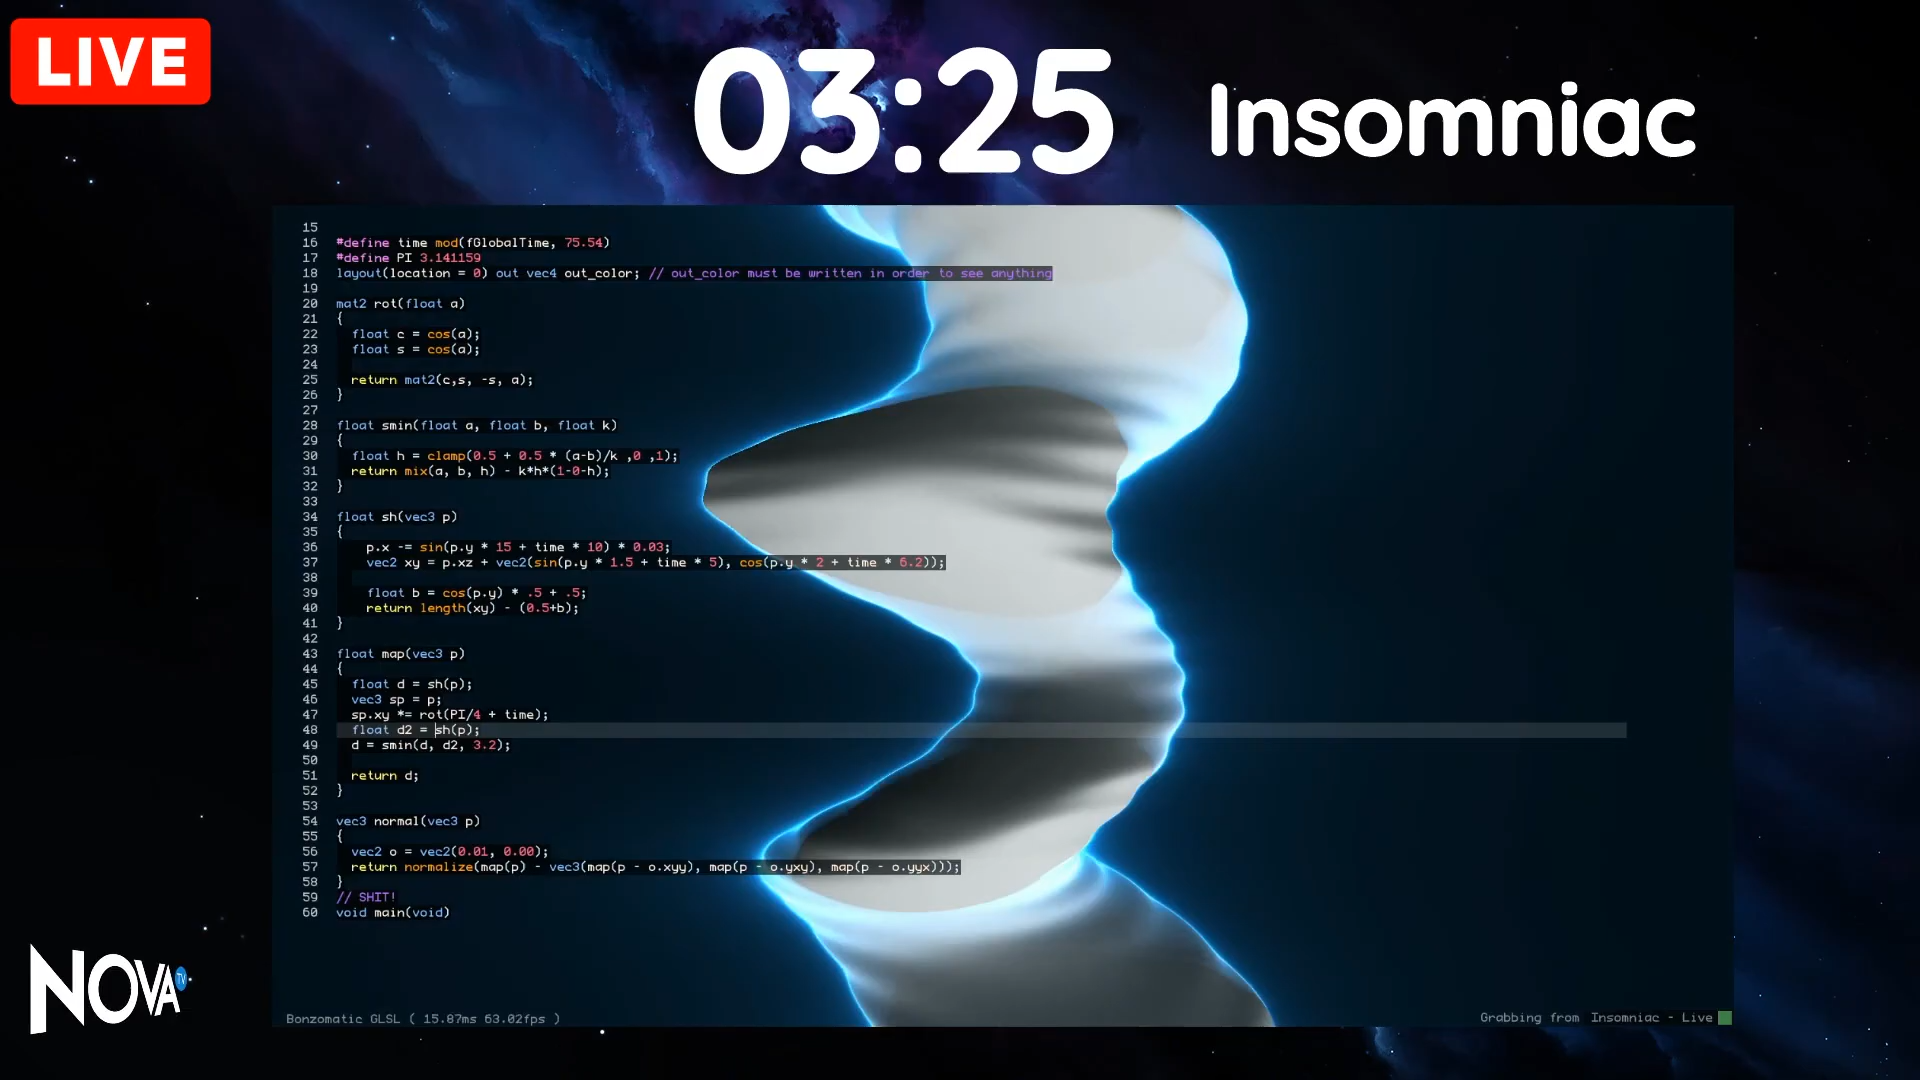 LIVE
03:25
Insomniac
15
16 #define time mod(fGlobalTime, 75.54)
17 #define PI 3.141159
18 layout(location = 0) out vec4 out_color; // out_color must be written in order to see anything
19
20 mat2 rot(float a)
21 {
22 float c = cos(a);
23 float s = cos(a);
24
25 return mat2(c,s, -s, a);
26 }
27
28 float smin(float a, float b, float k)
29 {
30 float h = clamp(0.5 + 0.5 * (a-b)/k ,0 ,1);
31 return mix(a, b, h) - k*h*(1-0-h);
32 }
33
34 float sh(vec3 p)
35 {
36 p.x -= sin(p.y * 15 + time * 10) * 0.03;
37 vec2 xy = p.xz + vec2(sin(p.y * 1.5 + time * 5), cos(p.y * 2 + time * 6.2));
38
39 float b = cos(p.y) * .5 + .5;
40 return length(xy) - (0.5+b);
41 }
42
43 float map(vec3 p)
44 {
45 float d = sh(p);
46 vec3 sp = p;
47 sp.xy *= rot(PI/4 + time);
48 float d2 = sh(p);
49 d = smin(d, d2, 3.2);
50
51 return d;
52 }
53
54 vec3 normal(vec3 p)
55 {
56 vec2 o = vec2(0.01, 0.00);
57 return normalize(map(p) - vec3(map(p - o.xyy), map(p - o.yxy), map(p - o.yyx)));
58 }
59 // SHIT!
60 void main(void)
NOVA TV
Bonzomatic GLSL ( 15.87ms 63.02fps )
Grabbing from Insomniac - Live